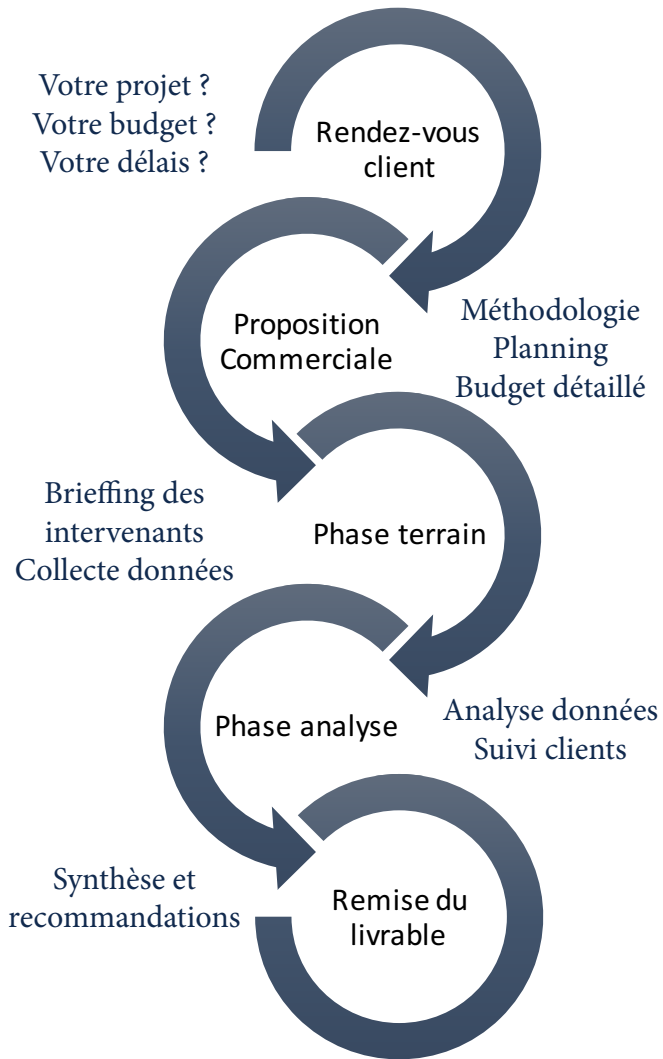 Votre projet ?
Votre budget ?
Votre délais ?
Rendez-vous
client
Proposition
Commerciale
Méthodologie
Planning
Budget détaillé
Brieffing des
intervenants
Collecte données
Phase terrain
Phase analyse
Analyse données
Suivi clients
Synthèse et
recommandations
Remise du
livrable